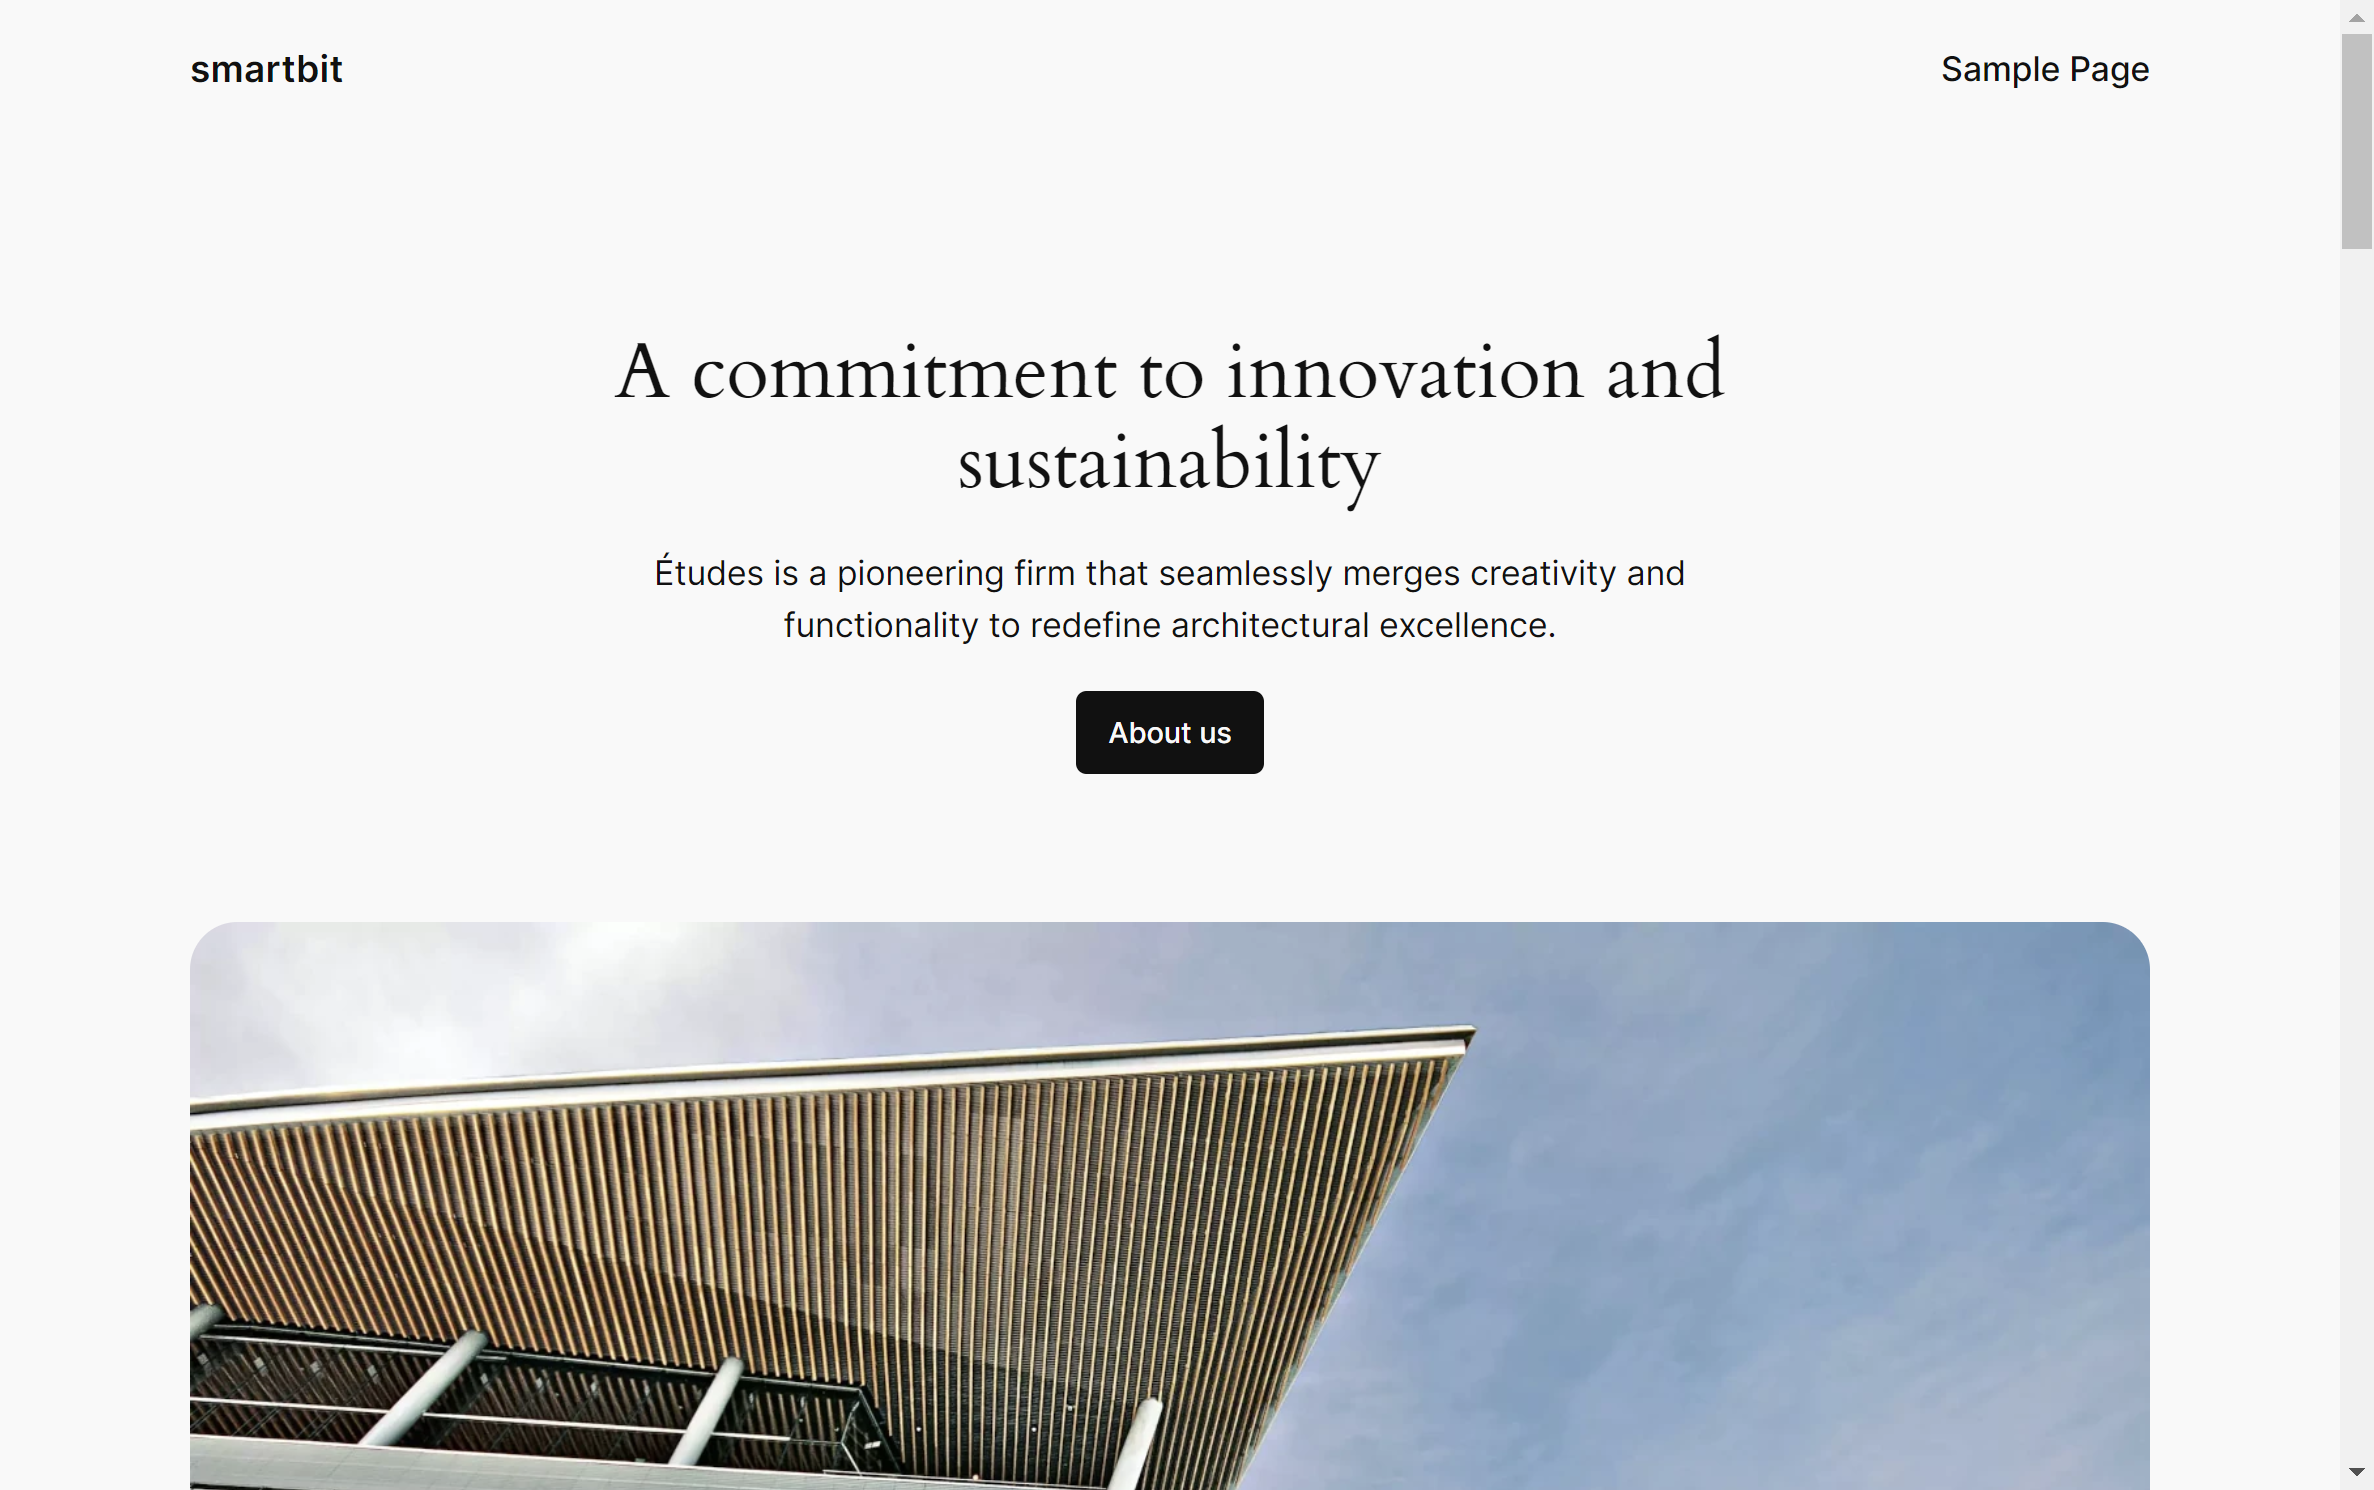 smartbit
Sample Page
A commitment to innovation and
sustainability
Études is a pioneering firm that seamlessly merges creativity and
functionality to redefine architectural excellence.
About us